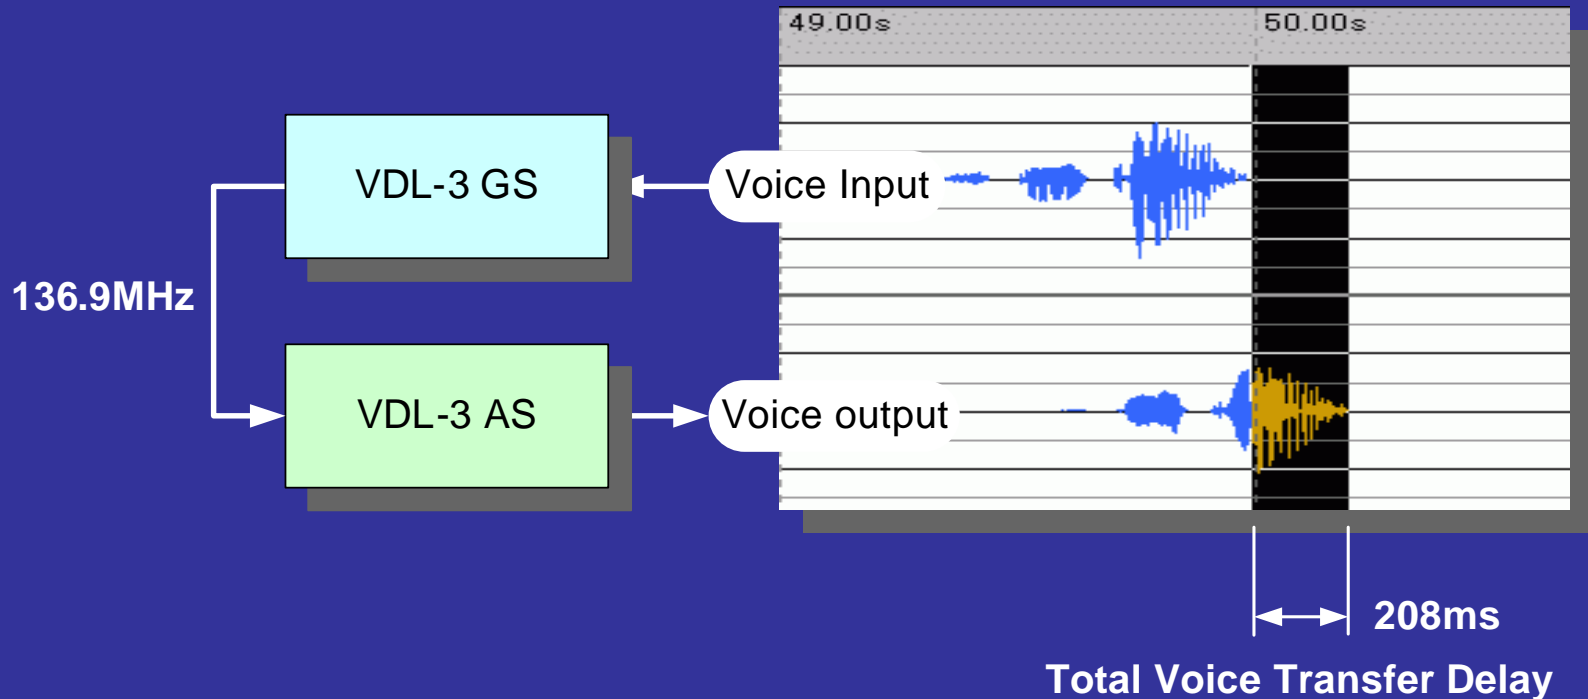 49.00s
50.00s
VDL-3 GS
Voice Input
136.9MHz
VDL-3 AS
Voice output
208ms
Total Voice Transfer Delay